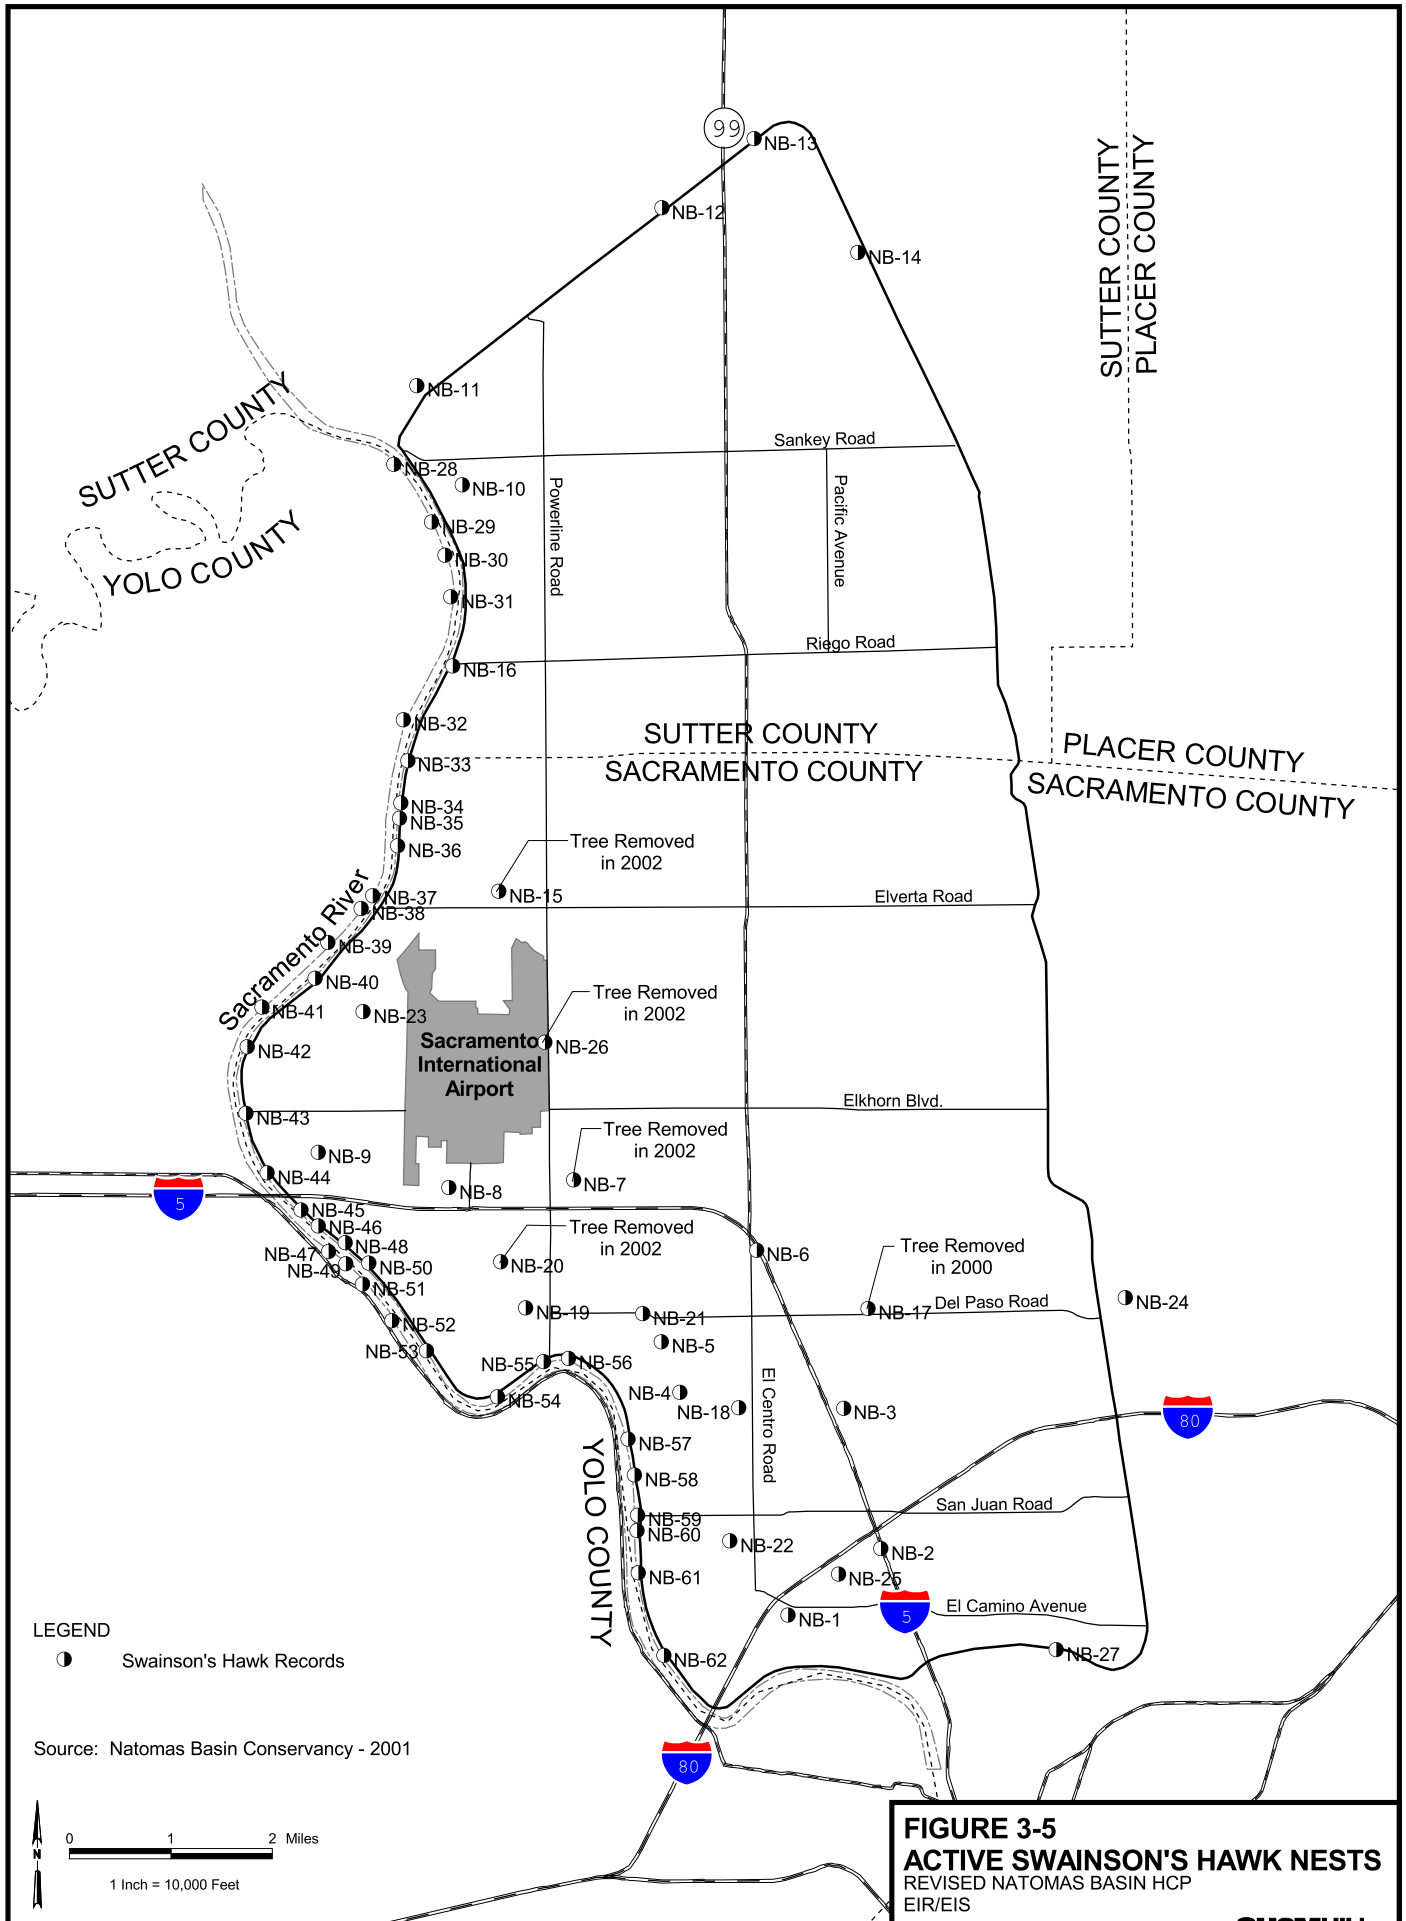 99
NB-13
NB-12
NB-14
SUTTER COUNTY
PLACER COUNTY
NB-11
SUTTER COUNTY
YOLO COUNTY
Sankey Road
NB-28
NB-10
Powerline Road
Pacific Avenue
NB-29
NB-30
NB-31
Riego Road
NB-16
NB-32
SUTTER COUNTY
SACRAMENTO COUNTY
PLACER COUNTY
SACRAMENTO COUNTY
NB-33
NB-34
NB-35
NB-36
Tree Removed
in 2002
NB-15
NB-37
NB-38
Elverta Road
Sacramento River
NB-39
NB-40
NB-41
NB-23
Tree Removed
in 2002
NB-26
Sacramento
International
Airport
NB-42
NB-43
Elkhorn Blvd.
Tree Removed
in 2002
NB-9
NB-44
NB-8
NB-7
5
NB-45
NB-46
NB-47
NB-48
NB-49
NB-50
NB-51
Tree Removed
in 2002
NB-20
NB-6
Tree Removed
in 2000
NB-17
Del Paso Road
NB-24
NB-19
NB-21
NB-52
NB-5
NB-53
NB-55
NB-56
NB-54
NB-4
NB-18
El Centro Road
NB-3
80
NB-57
YOLO COUNTY
NB-58
San Juan Road
NB-59
NB-60
NB-22
NB-2
NB-61
NB-25
5
El Camino Avenue
NB-1
NB-27
NB-62
80
LEGEND
Swainson's Hawk Records
Source: Natomas Basin Conservancy - 2001
N
0 1 2 Miles
1 Inch = 10,000 Feet
FIGURE 3-5
ACTIVE SWAINSON'S HAWK NESTS
REVISED NATOMAS BASIN HCP
EIR/EIS